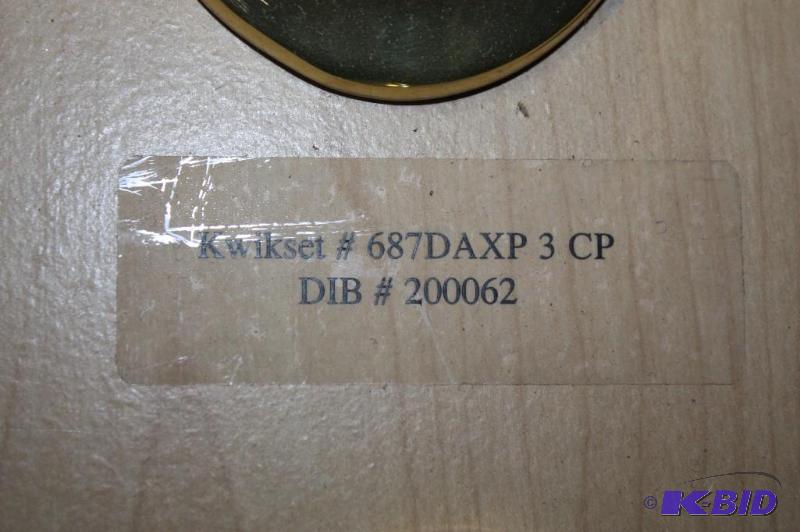 Kwikset # 687DAXP 3 CP
DIB # 200062
© K-BID